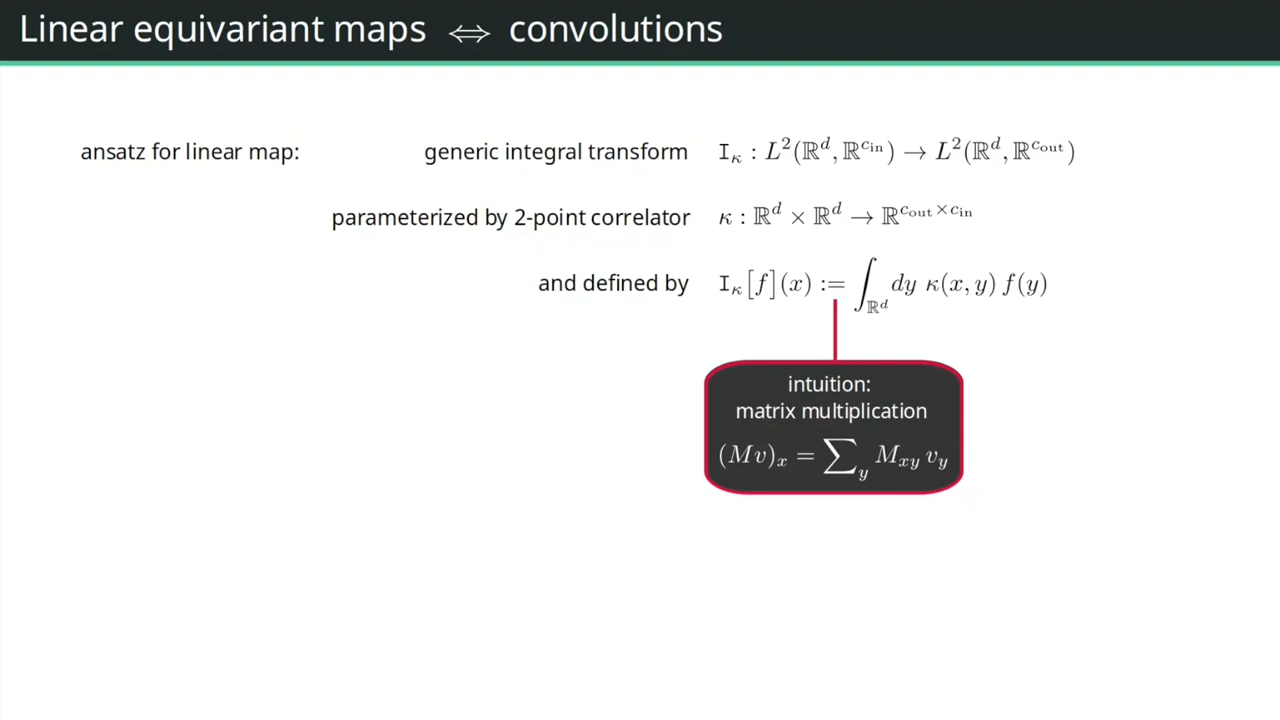 Linear equivariant maps ⇔ convolutions
ansatz for linear map: generic integral transform I_κ : L²(ℝ^d, ℝ^{c_in}) → L²(ℝ^d, ℝ^{c_out})
parameterized by 2-point correlator κ : ℝ^d × ℝ^d → ℝ^{c_out × c_in}
and defined by I_κ[f](x) := ∫_{ℝ^d} dy κ(x, y) f(y)
intuition:
matrix multiplication
(Mv)_x = ∑_y M_{xy} v_y